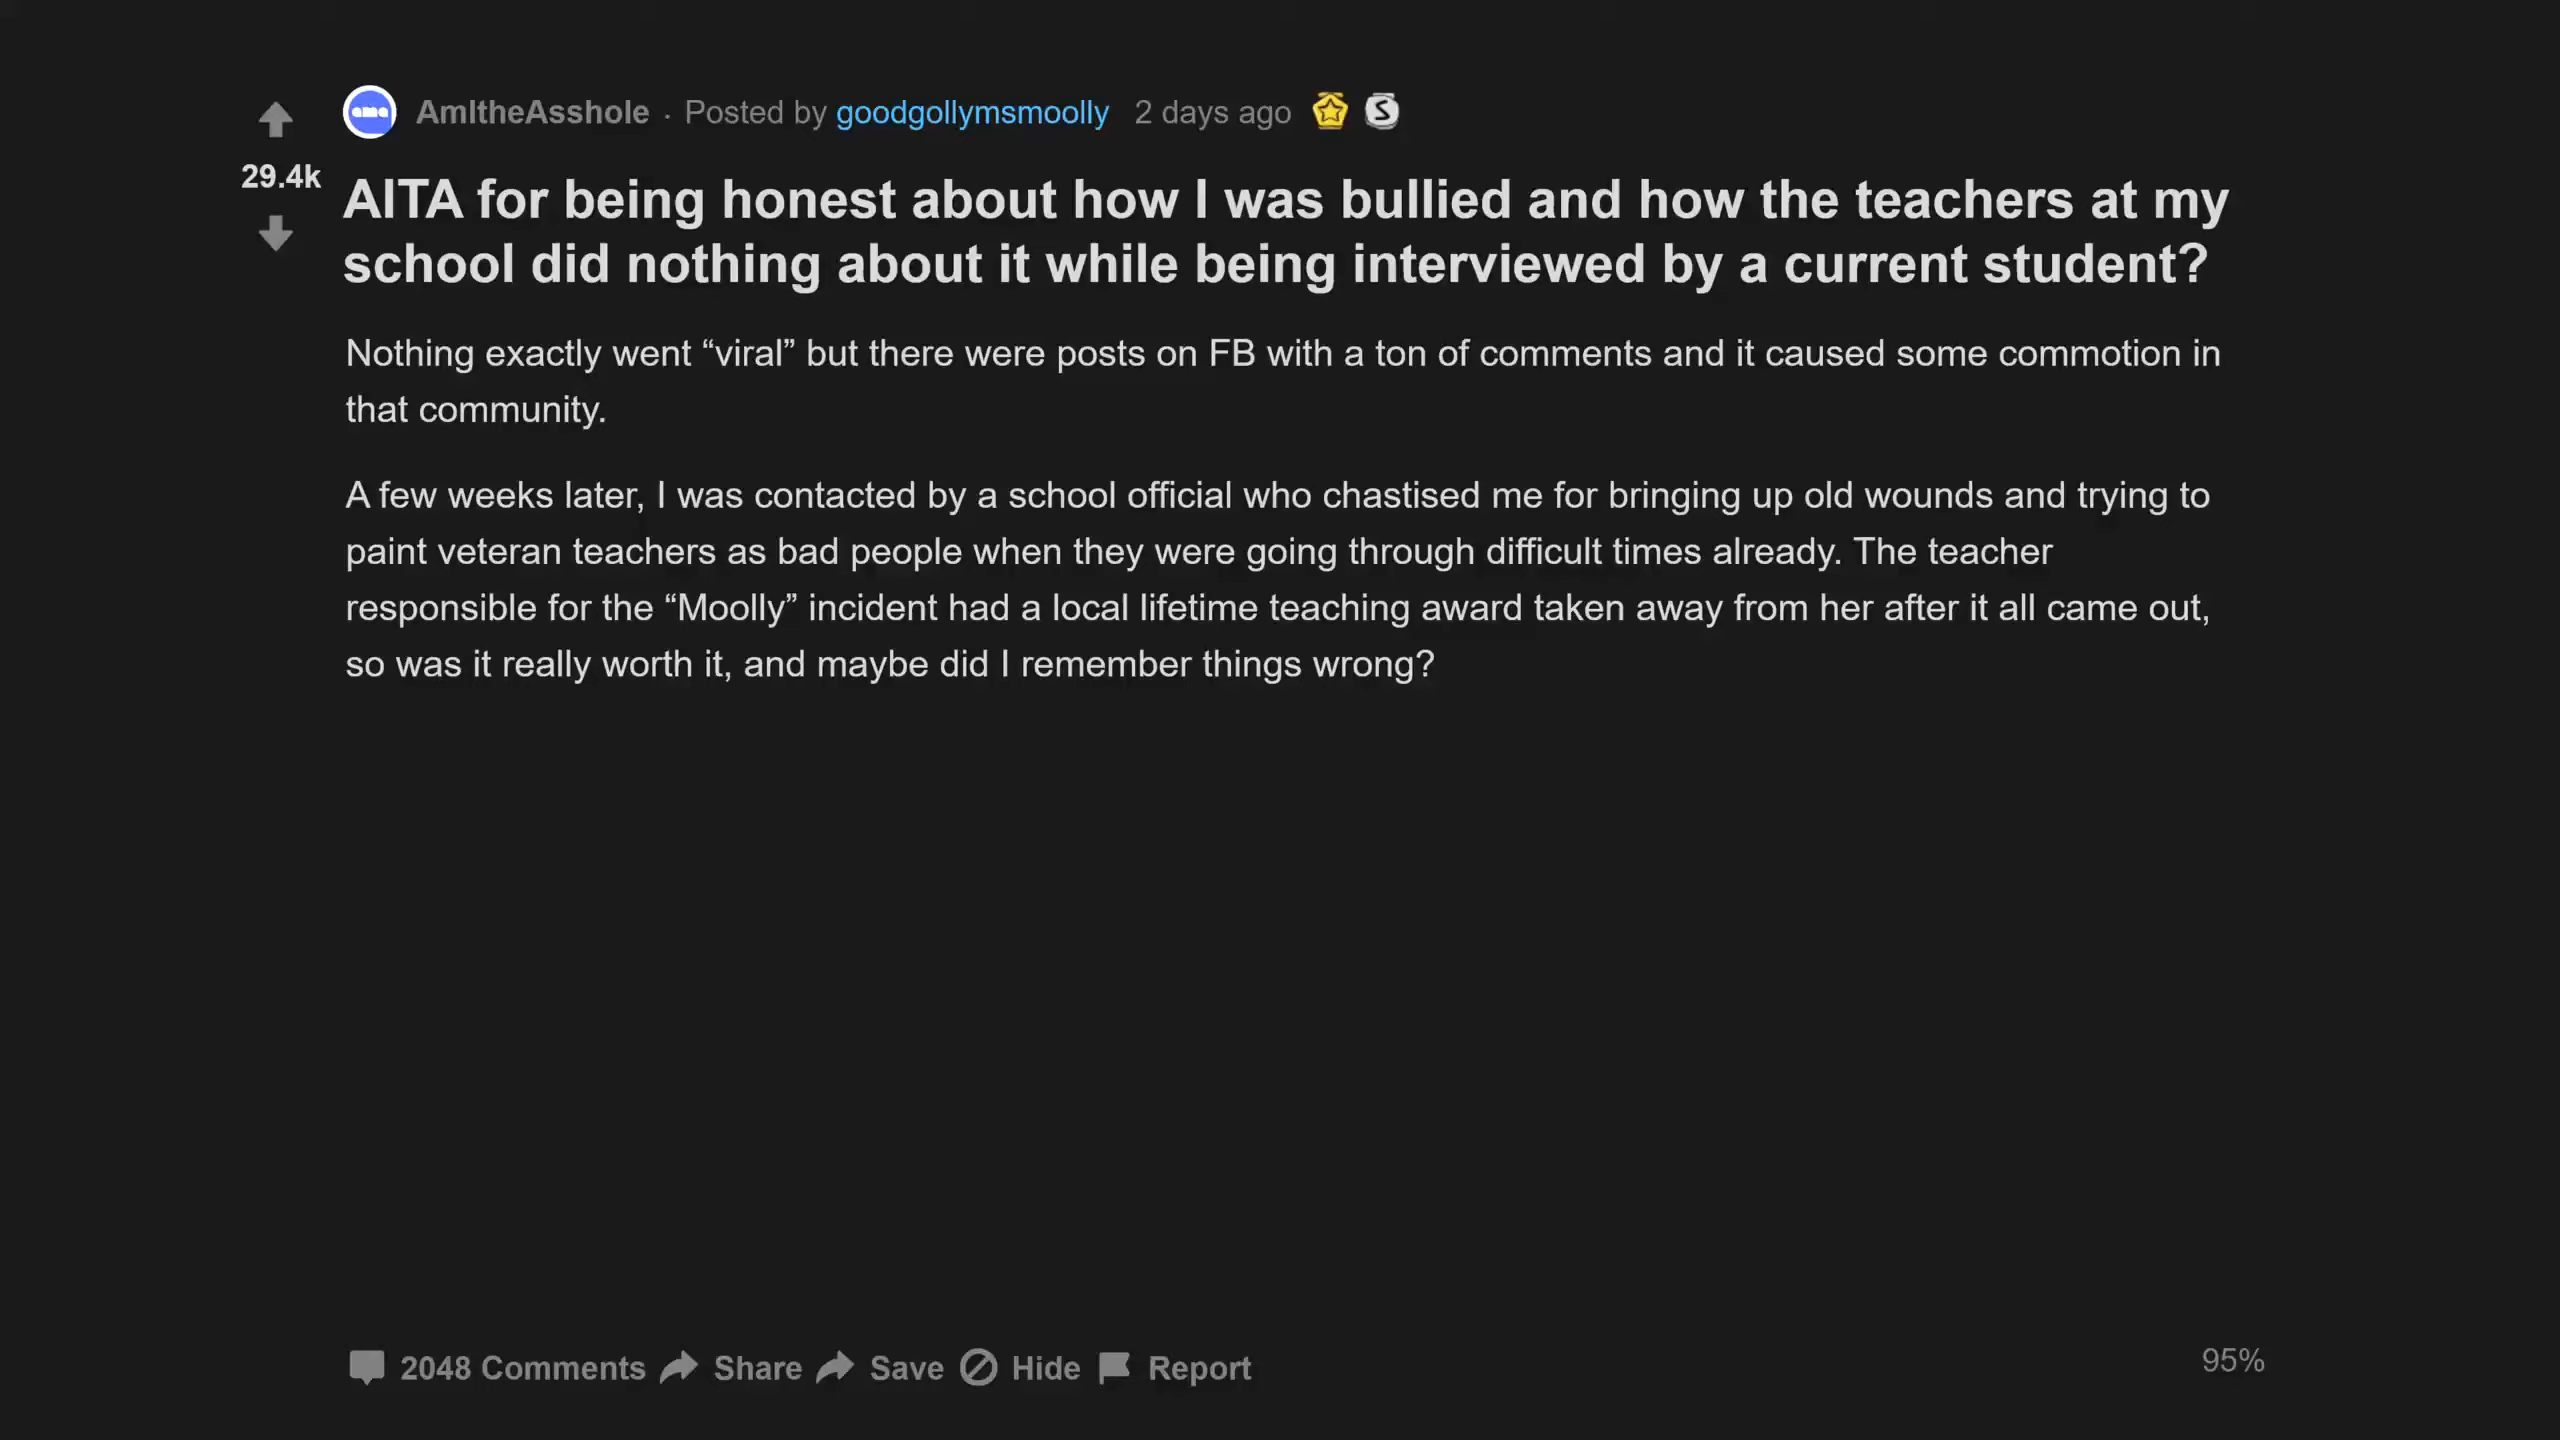 AmItheAsshole · Posted by goodgollymsmoolly 2 days ago
29.4k
AITA for being honest about how I was bullied and how the teachers at my
school did nothing about it while being interviewed by a current student?
Nothing exactly went “viral” but there were posts on FB with a ton of comments and it caused some commotion in
that community.
A few weeks later, I was contacted by a school official who chastised me for bringing up old wounds and trying to
paint veteran teachers as bad people when they were going through difficult times already. The teacher
responsible for the “Moolly” incident had a local lifetime teaching award taken away from her after it all came out,
so was it really worth it, and maybe did I remember things wrong?
2048 Comments Share Save Hide Report
95%